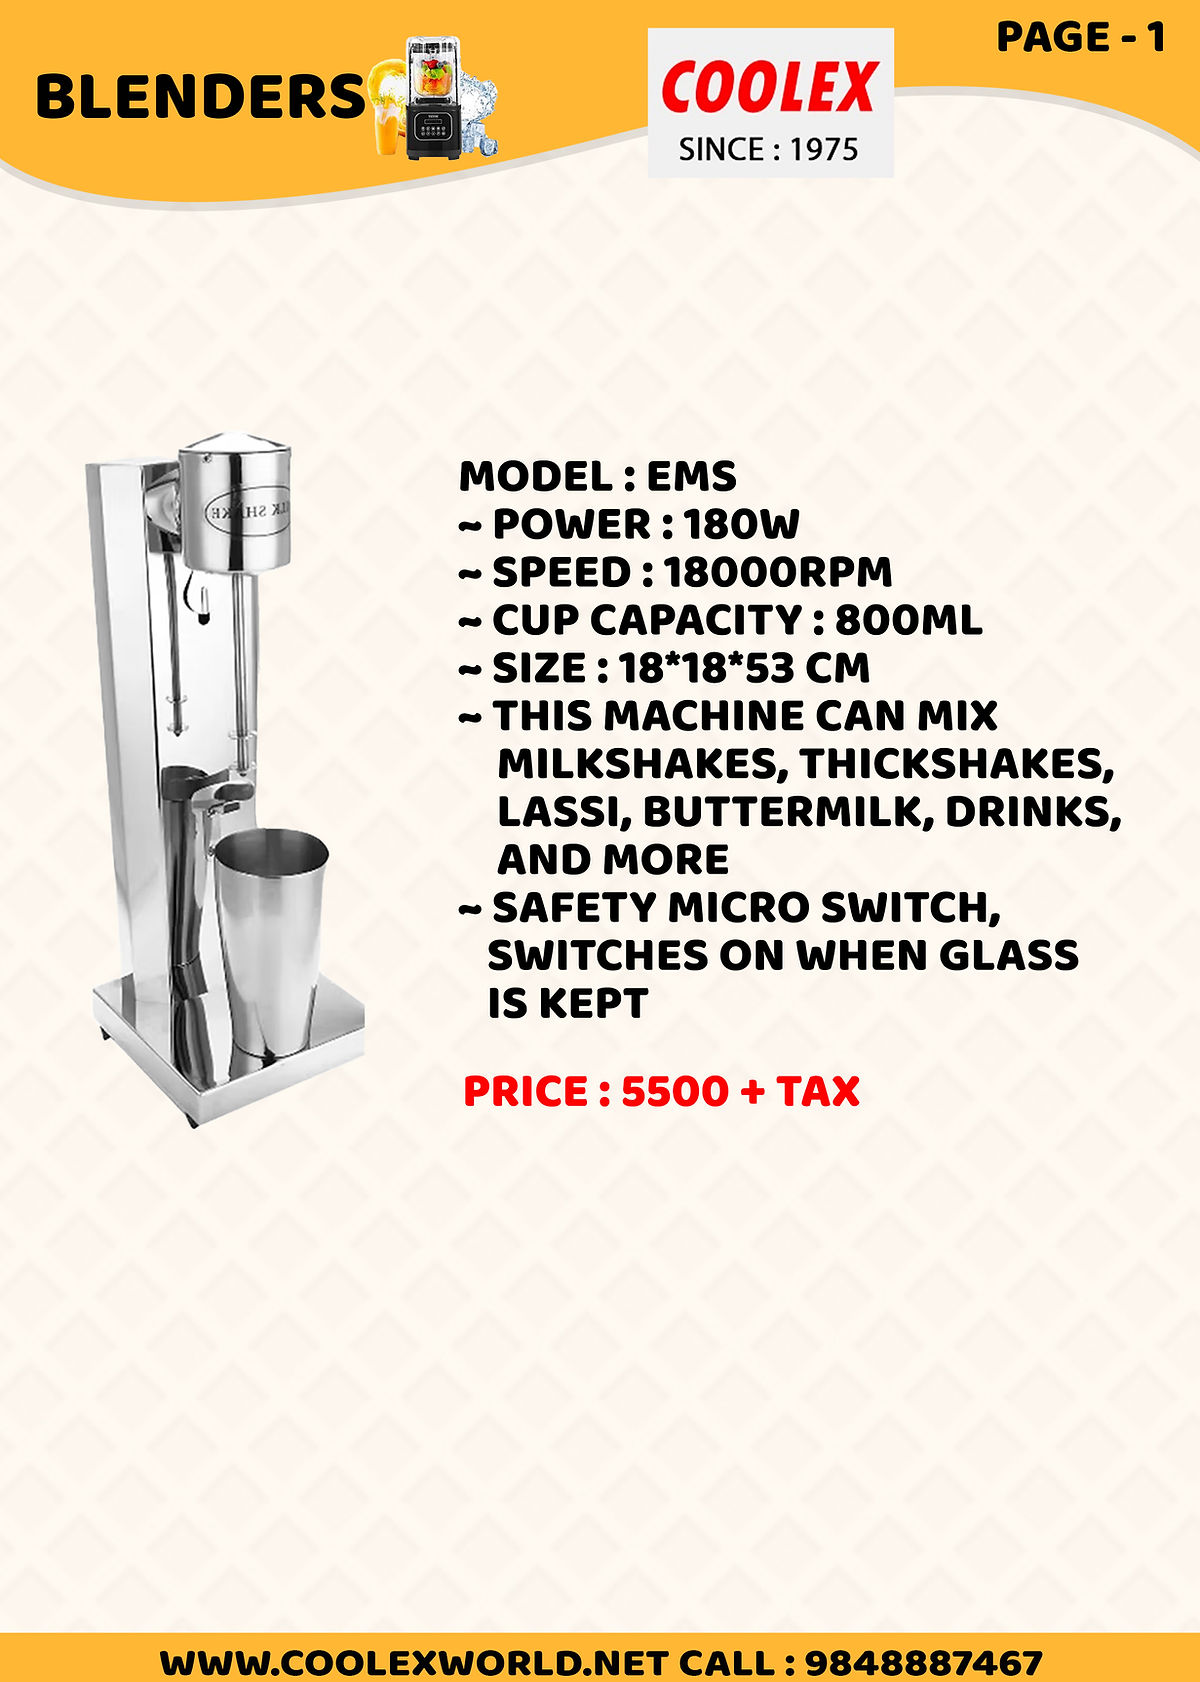 PAGE - 1
BLENDERS
COOLEX
SINCE : 1975
MILK SHAKE
MODEL : EMS
~ POWER : 180W
~ SPEED : 18000RPM
~ CUP CAPACITY : 800ML
~ SIZE : 18*18*53 CM
~ THIS MACHINE CAN MIX
MILKSHAKES, THICKSHAKES,
LASSI, BUTTERMILK, DRINKS,
AND MORE
~ SAFETY MICRO SWITCH,
SWITCHES ON WHEN GLASS
IS KEPT
PRICE : 5500 + TAX
WWW.COOLEXWORLD.NET CALL : 9848887467